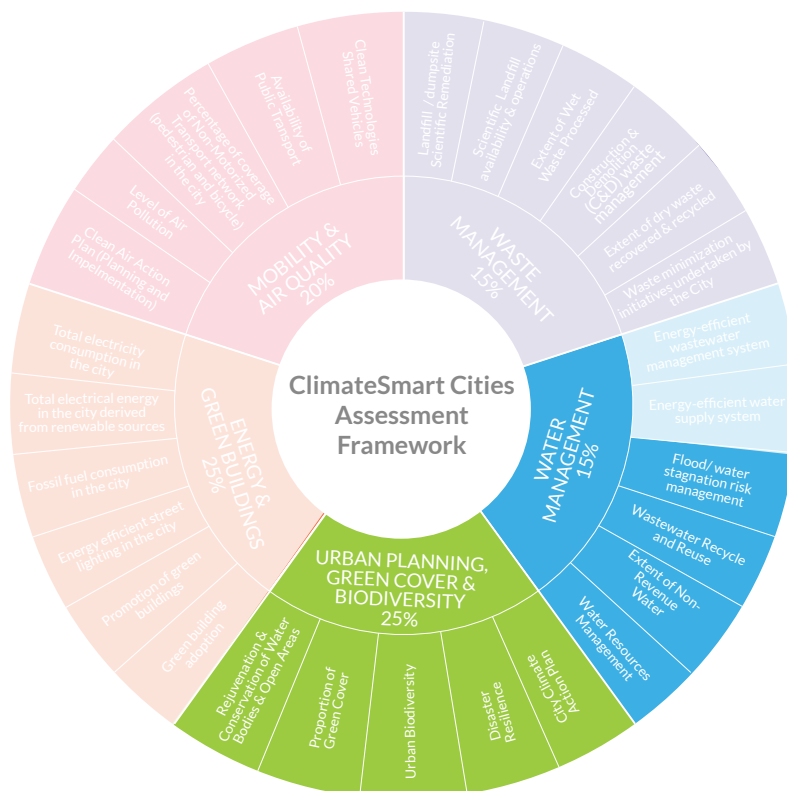 ClimateSmart Cities
Assessment
Framework
MOBILITY &
AIR QUALITY
20%
Clean Air Action
Plan (Planning and
Impelmentation)
Level of Air
Pollution
Percentage of coverage
of Non-Motorized
Transport network
(pedestrian and bicycle)
in the city
Availability of
Public Transport
Clean Technologies
Shared Vehicles
WASTE
MANAGEMENT
15%
Landfill / dumpsite
Scientific Remediation
Scientific Landfill
availability & operations
Extent of Wet
Waste Processed
Construction &
Demolition
(C&D) waste
management
Extent of dry waste
recovered & recycled
Waste minimization
initiatives undertaken by
the City
WATER
MANAGEMENT
15%
Energy-efficient
wastewater
management system
Energy-efficient water
supply system
Flood/ water
stagnation risk
management
Wastewater Recycle
and Reuse
Extent of Non-
Revenue
Water
Water Resources
Management
URBAN PLANNING,
GREEN COVER &
BIODIVERSITY
25%
City Climate
Action Plan
Disaster
Resilience
Urban Biodiversity
Proportion of
Green Cover
Rejuvenation &
Conservation of Water
Bodies & Open Areas
ENERGY &
GREEN BUILDINGS
25%
Green building
adoption
Promotion of green
buildings
Energy efficient street
lighting in the city
Fossil fuel consumption
in the city
Total electrical energy
in the city derived
from renewable sources
Total electricity
consumption in
the city